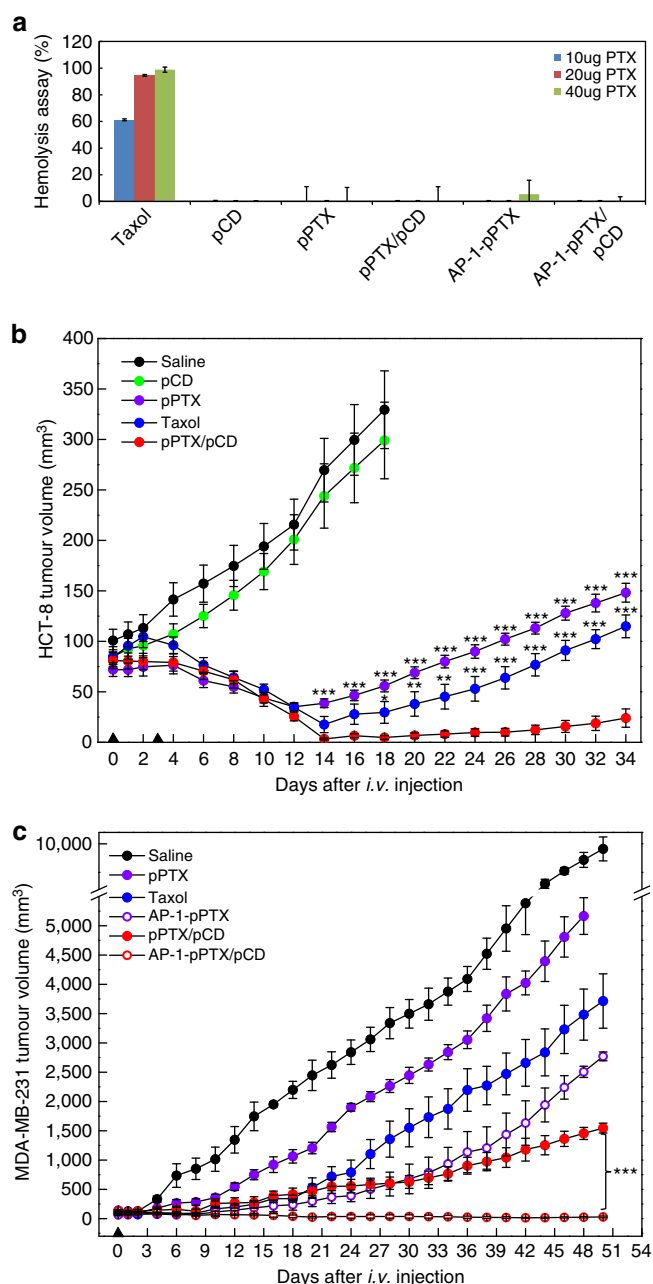 a
Hemolysis assay (%)
120
100
80
60
40
20
0
10ug PTX
20ug PTX
40ug PTX
Taxol
pCD
pPTX
pPTX/pCD
AP-1-pPTX
AP-1-pPTX/
pCD
b
HCT-8 tumour volume (mm³)
400
350
300
250
200
150
100
50
0
Saline
pCD
pPTX
Taxol
pPTX/pCD
*** *** *** *** *** *** *** *** *** *** ***
* ** ** *** *** *** *** *** ***
0 2 4 6 8 10 12 14 16 18 20 22 24 26 28 30 32 34
Days after i.v. injection
c
MDA-MB-231 tumour volume (mm³)
10,000
5,000
4,500
4,000
3,500
3,000
2,500
2,000
1,500
1,000
500
0
Saline
pPTX
Taxol
AP-1-pPTX
pPTX/pCD
AP-1-pPTX/pCD
***
0 3 6 9 12 15 18 21 24 27 30 33 36 39 42 45 48 51 54
Days after i.v. injection